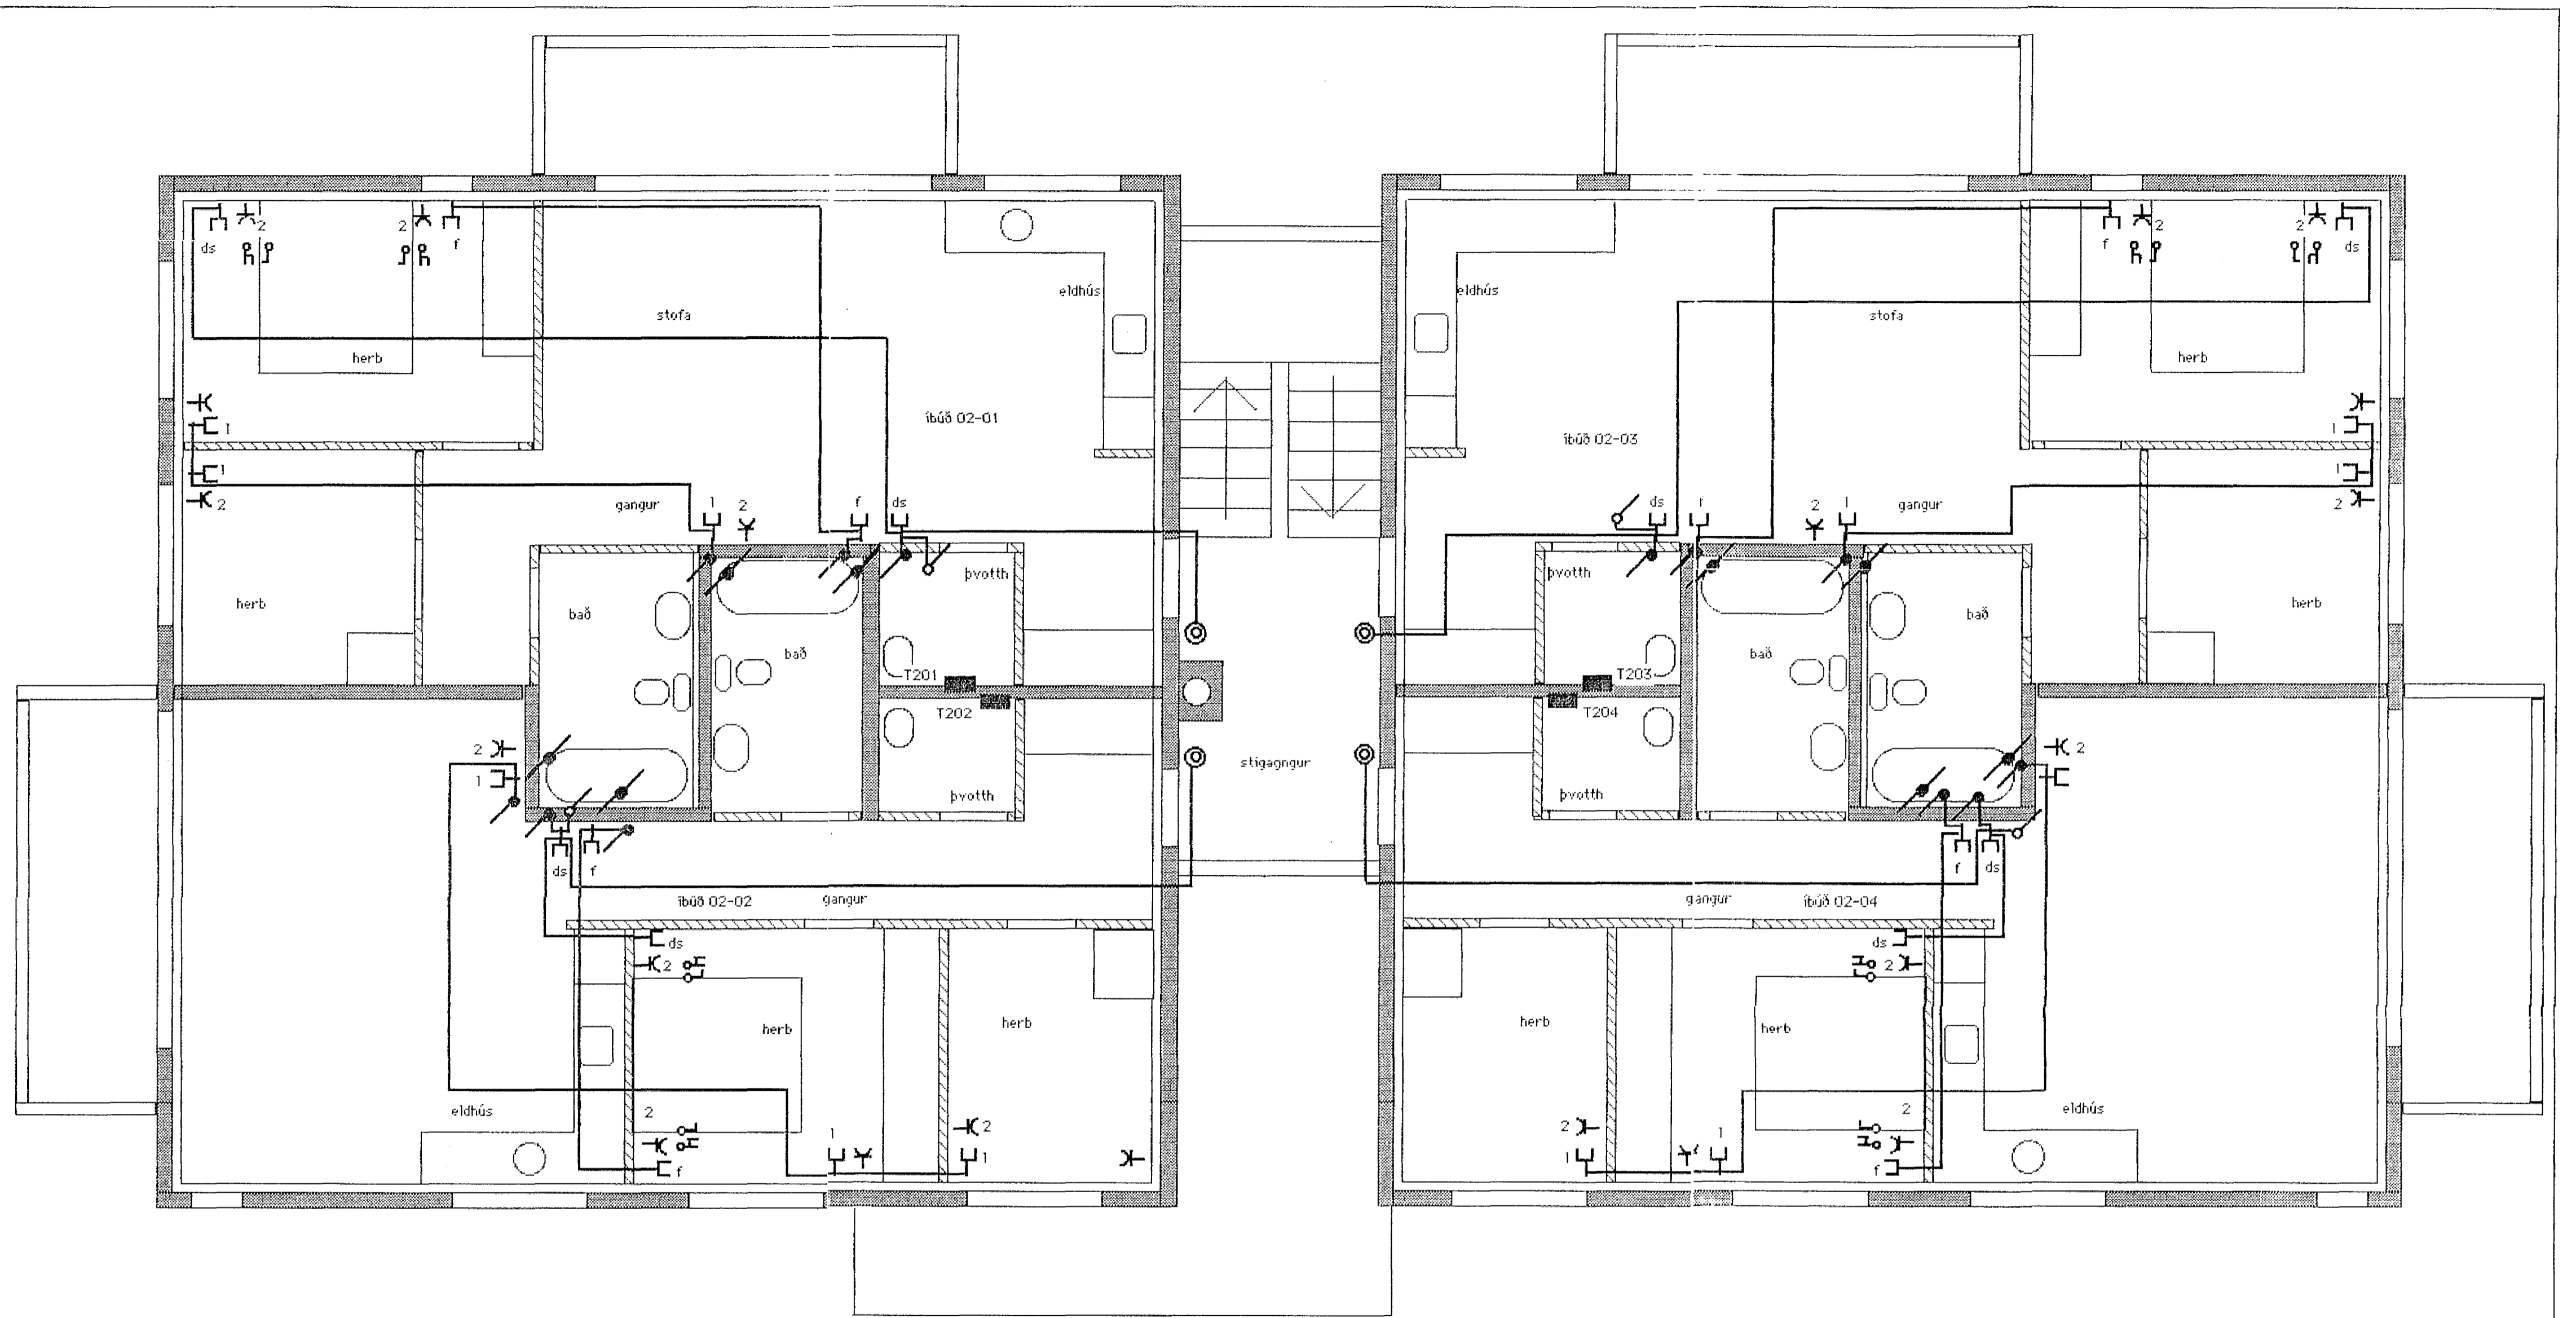 2 2 f f 2 2 ds
ds
eldhús eldhús
stofa stofa
herb herb
íbúð 02-01 íbúð 02-03
1 1
1 1
2 gangur 1 2 f ds ds f 2 1 gangur 2
þvotth þvotth
herb bað bað herb
bað bað
T201 T203
T202 T204
2 stigagngur 2
1
þvotth þvotth
ds f f ds
íbúð 02-02 gangur gangur íbúð 02-04
ds ds
2 2
herb herb herb herb
eldhús 2 2 eldhús
1 2 2 1
f 1 1 f